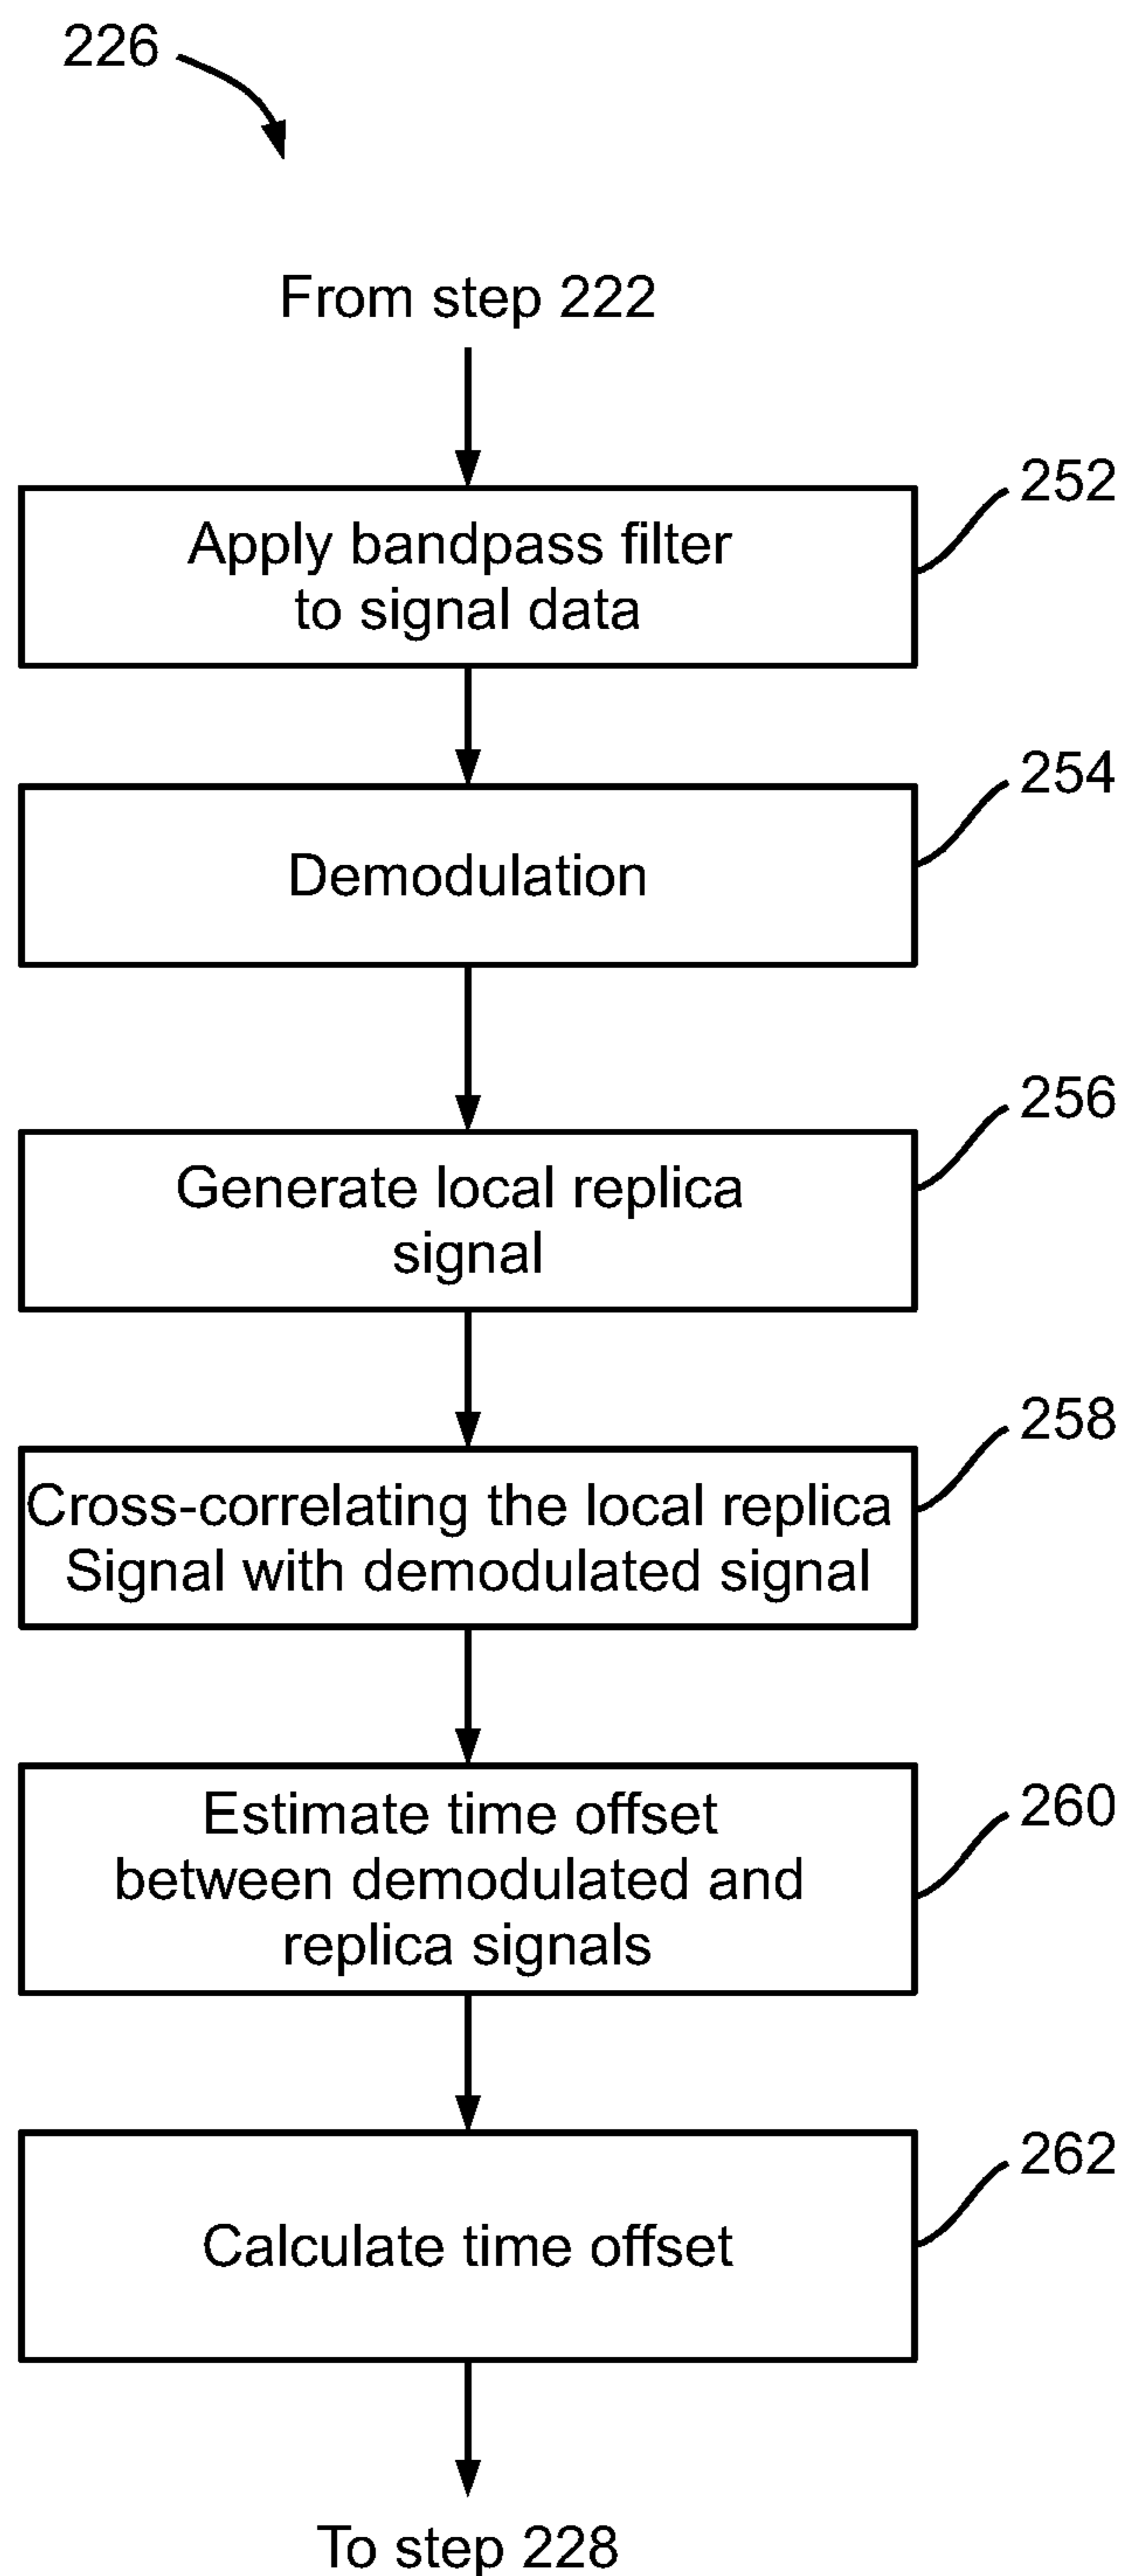 226
From step 222
252
Apply bandpass filter
to signal data
254
Demodulation
256
Generate local replica
signal
258
Cross-correlating the local replica
Signal with demodulated signal
260
Estimate time offset
between demodulated and
replica signals
262
Calculate time offset
To step 228